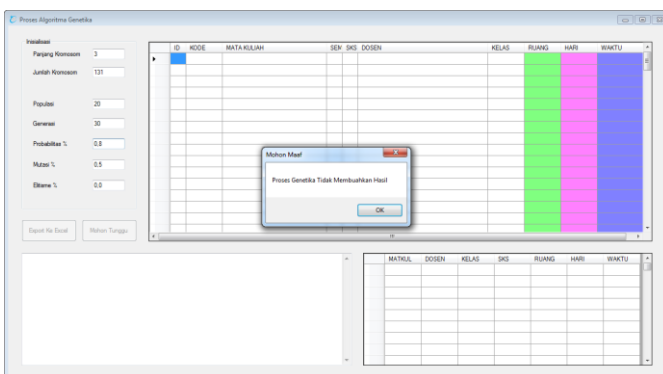 Proses Algoritma Genetika
Inisialisasi
Panjang Kromosom 3
Jumlah Kromosom 131
Populasi 20
Generasi 30
Probabilitas % 0,8
Mutasi % 0,5
Elitisme % 0,0
Export Ke Excel Mohon Tunggu
ID KODE MATA KULIAH SEM SKS DOSEN KELAS RUANG HARI WAKTU
Mohon Maaf
Proses Genetika Tidak Membuahkan Hasil
OK
MATKUL DOSEN KELAS SKS RUANG HARI WAKTU